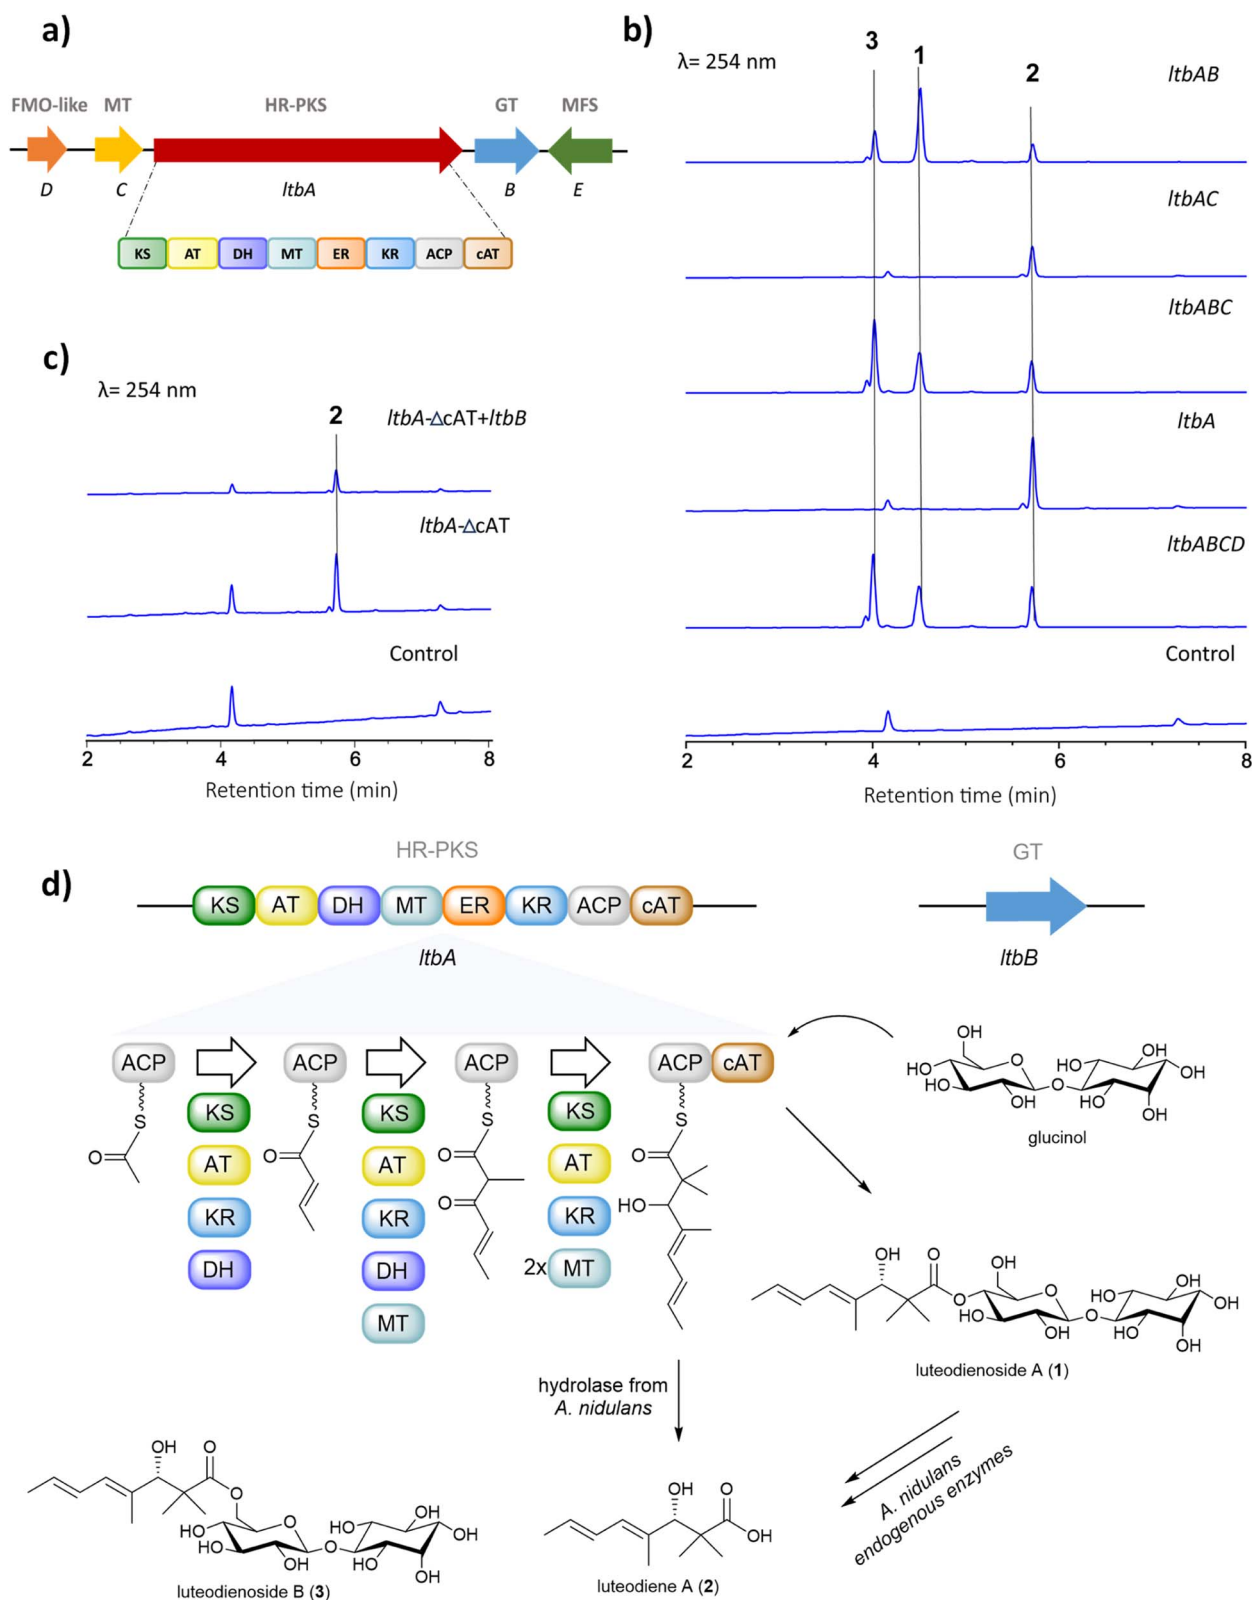 a)
FMO-like MT HR-PKS GT MFS
D C ltbA B E
KS AT DH MT ER KR ACP cAT
b)
λ= 254 nm
3 1 2
ltbAB
ltbAC
ltbABC
ltbA
ltbABCD
Control
2 4 6 8
Retention time (min)
c)
λ= 254 nm
2
ltbA-ΔcAT+ltbB
ltbA-ΔcAT
Control
2 4 6 8
Retention time (min)
d)
HR-PKS GT
KS AT DH MT ER KR ACP cAT
ltbA ltbB
ACP ACP ACP ACP cAT
KS
AT
KR
DH
KS
AT
KR
DH
MT
KS
AT
KR
2x MT
S
O
S
O
S
O
O
S
O
HO
OH
HO O OH
HO O HO OH
OH HO OH
glucinol
OH O OH
O O HO OH
HO O OH
OH HO OH
luteodienoside A (1)
hydrolase from
A. nidulans
A. nidulans
endogenous enzymes
OH O
O
HO O HO OH
HO O OH
OH HO OH
luteodienoside B (3)
OH O
OH
luteodiene A (2)